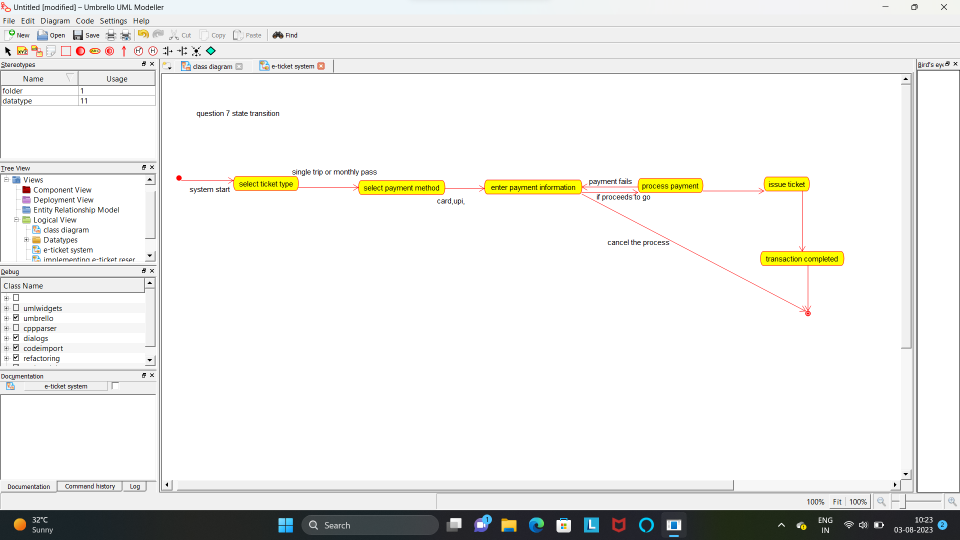 Untitled [modified] – Umbrello UML Modeller
File Edit Diagram Code Settings Help
New Open Save Undo Cut Copy Paste Find
Stereotypes
Name Usage
folder 1
datatype 11
Tree View
Views
Component View
Deployment View
Entity Relationship Model
Logical View
class diagram
Datatypes
e-ticket system
implementing e-ticket reser
Debug
Class Name
umlwidgets
umbrello
cppparser
dialogs
codeimport
refactoring
Documentation
e-ticket system
Documentation Command history Log
class diagram e-ticket system
question 7 state transition
system start
select ticket type
single trip or monthly pass
select payment method
card,upi,
enter payment information
payment fails
if proceeds to go
process payment
cancel the process
issue ticket
transaction completed
Bird's eye
100% Fit 100%
32°C
Sunny
Search
1
L
ENG
IN
10:23
03-08-2023
2